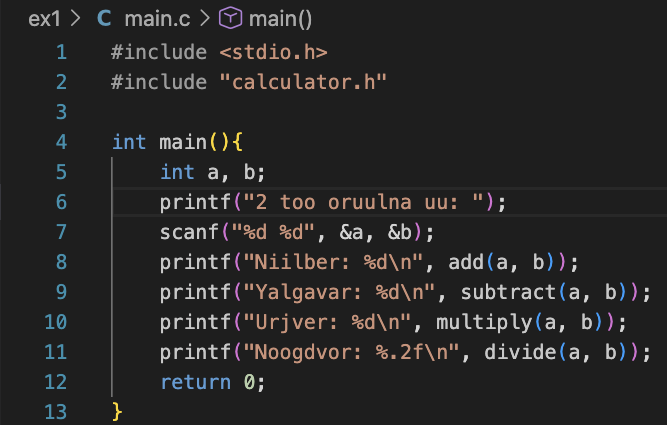 ex1 > C main.c > main()
1 #include <stdio.h>
2 #include "calculator.h"
3
4 int main(){
5     int a, b;
6     printf("2 too oruulna uu: ");
7     scanf("%d %d", &a, &b);
8     printf("Niilber: %d\n", add(a, b));
9     printf("Yalgavar: %d\n", subtract(a, b));
10     printf("Urjver: %d\n", multiply(a, b));
11     printf("Noogdvor: %.2f\n", divide(a, b));
12     return 0;
13 }